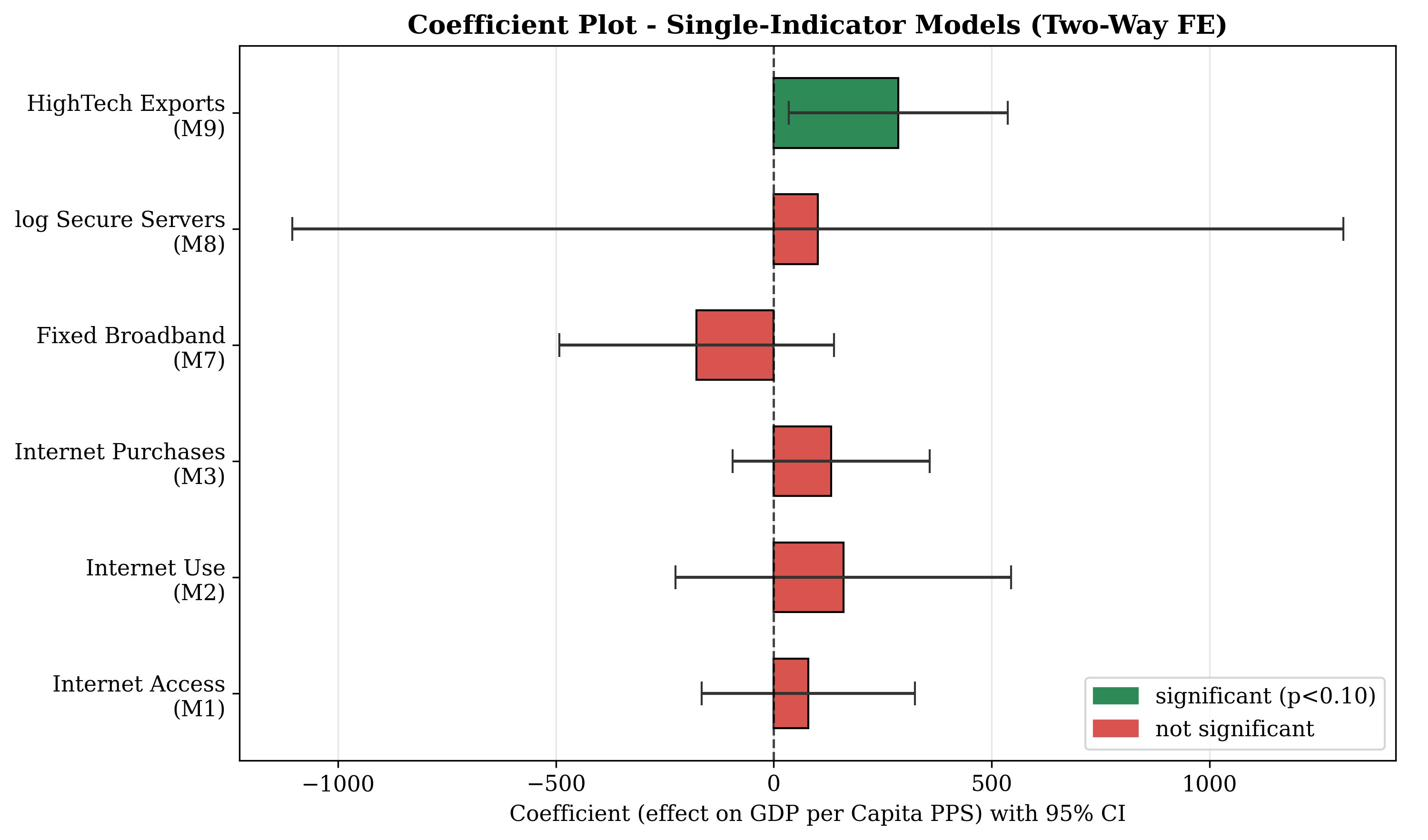 Coefficient Plot - Single-Indicator Models (Two-Way FE)
HighTech Exports
(M9)
log Secure Servers
(M8)
Fixed Broadband
(M7)
Internet Purchases
(M3)
Internet Use
(M2)
Internet Access
(M1)
significant (p<0.10)
not significant
−1000 −500 0 500 1000
Coefficient (effect on GDP per Capita PPS) with 95% CI